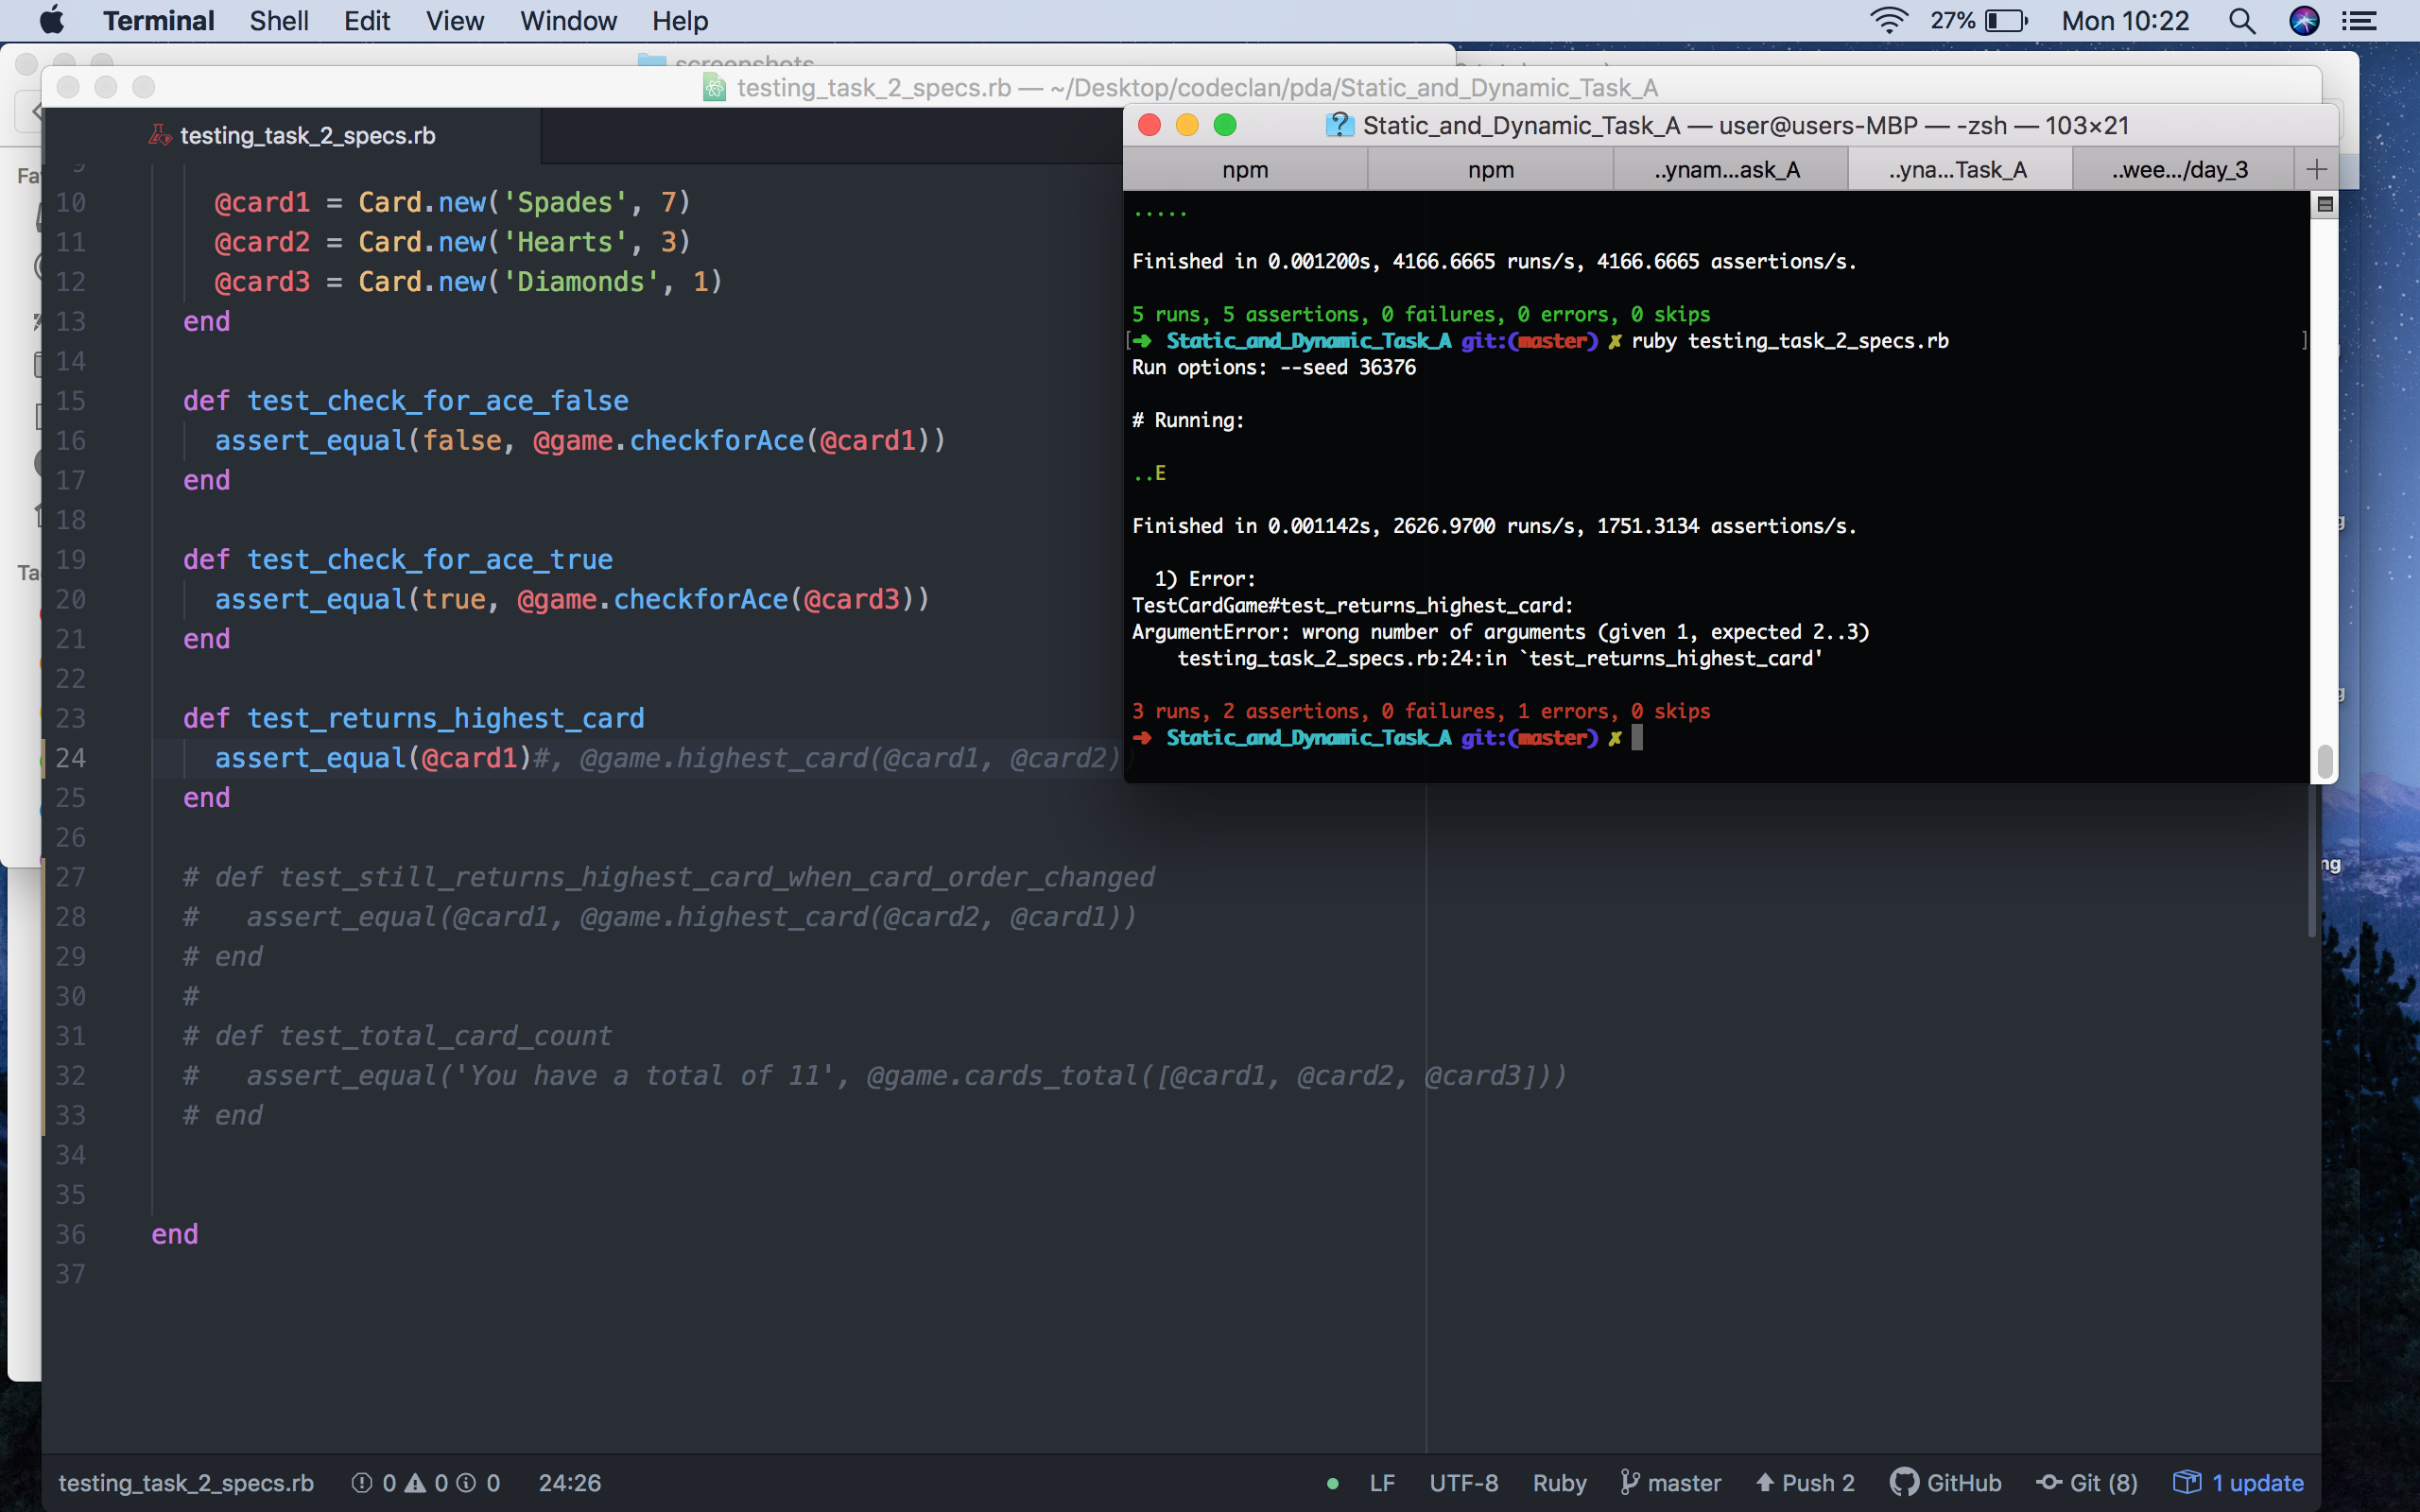 Terminal Shell Edit View Window Help 27% Mon 10:22
screenshots
testing_task_2_specs.rb — ~/Desktop/codeclan/pda/Static_and_Dynamic_Task_A
testing_task_2_specs.rb
9
10 @card1 = Card.new('Spades', 7)
11 @card2 = Card.new('Hearts', 3)
12 @card3 = Card.new('Diamonds', 1)
13 end
14
15 def test_check_for_ace_false
16 assert_equal(false, @game.checkforAce(@card1))
17 end
18
19 def test_check_for_ace_true
20 assert_equal(true, @game.checkforAce(@card3))
21 end
22
23 def test_returns_highest_card
24 assert_equal(@card1)#, @game.highest_card(@card1, @card2)
25 end
26
27 # def test_still_returns_highest_card_when_card_order_changed
28 #   assert_equal(@card1, @game.highest_card(@card2, @card1))
29 # end
30 #
31 # def test_total_card_count
32 #   assert_equal('You have a total of 11', @game.cards_total([@card1, @card2, @card3]))
33 # end
34
35
36 end
37
Static_and_Dynamic_Task_A — user@users-MBP — -zsh — 103×21
npm npm ..ynam...ask_A ..yna...Task_A ..wee.../day_3 +
.....
Finished in 0.001200s, 4166.6665 runs/s, 4166.6665 assertions/s.
5 runs, 5 assertions, 0 failures, 0 errors, 0 skips
[➜ Static_and_Dynamic_Task_A git:(master) ✗ ruby testing_task_2_specs.rb ]
Run options: --seed 36376
# Running:
..E
Finished in 0.001142s, 2626.9700 runs/s, 1751.3134 assertions/s.
1) Error:
TestCardGame#test_returns_highest_card:
ArgumentError: wrong number of arguments (given 1, expected 2..3)
testing_task_2_specs.rb:24:in `test_returns_highest_card'
3 runs, 2 assertions, 0 failures, 1 errors, 0 skips
➜ Static_and_Dynamic_Task_A git:(master) ✗
testing_task_2_specs.rb 0 0 0 24:26 LF UTF-8 Ruby master Push 2 GitHub Git (8) 1 update